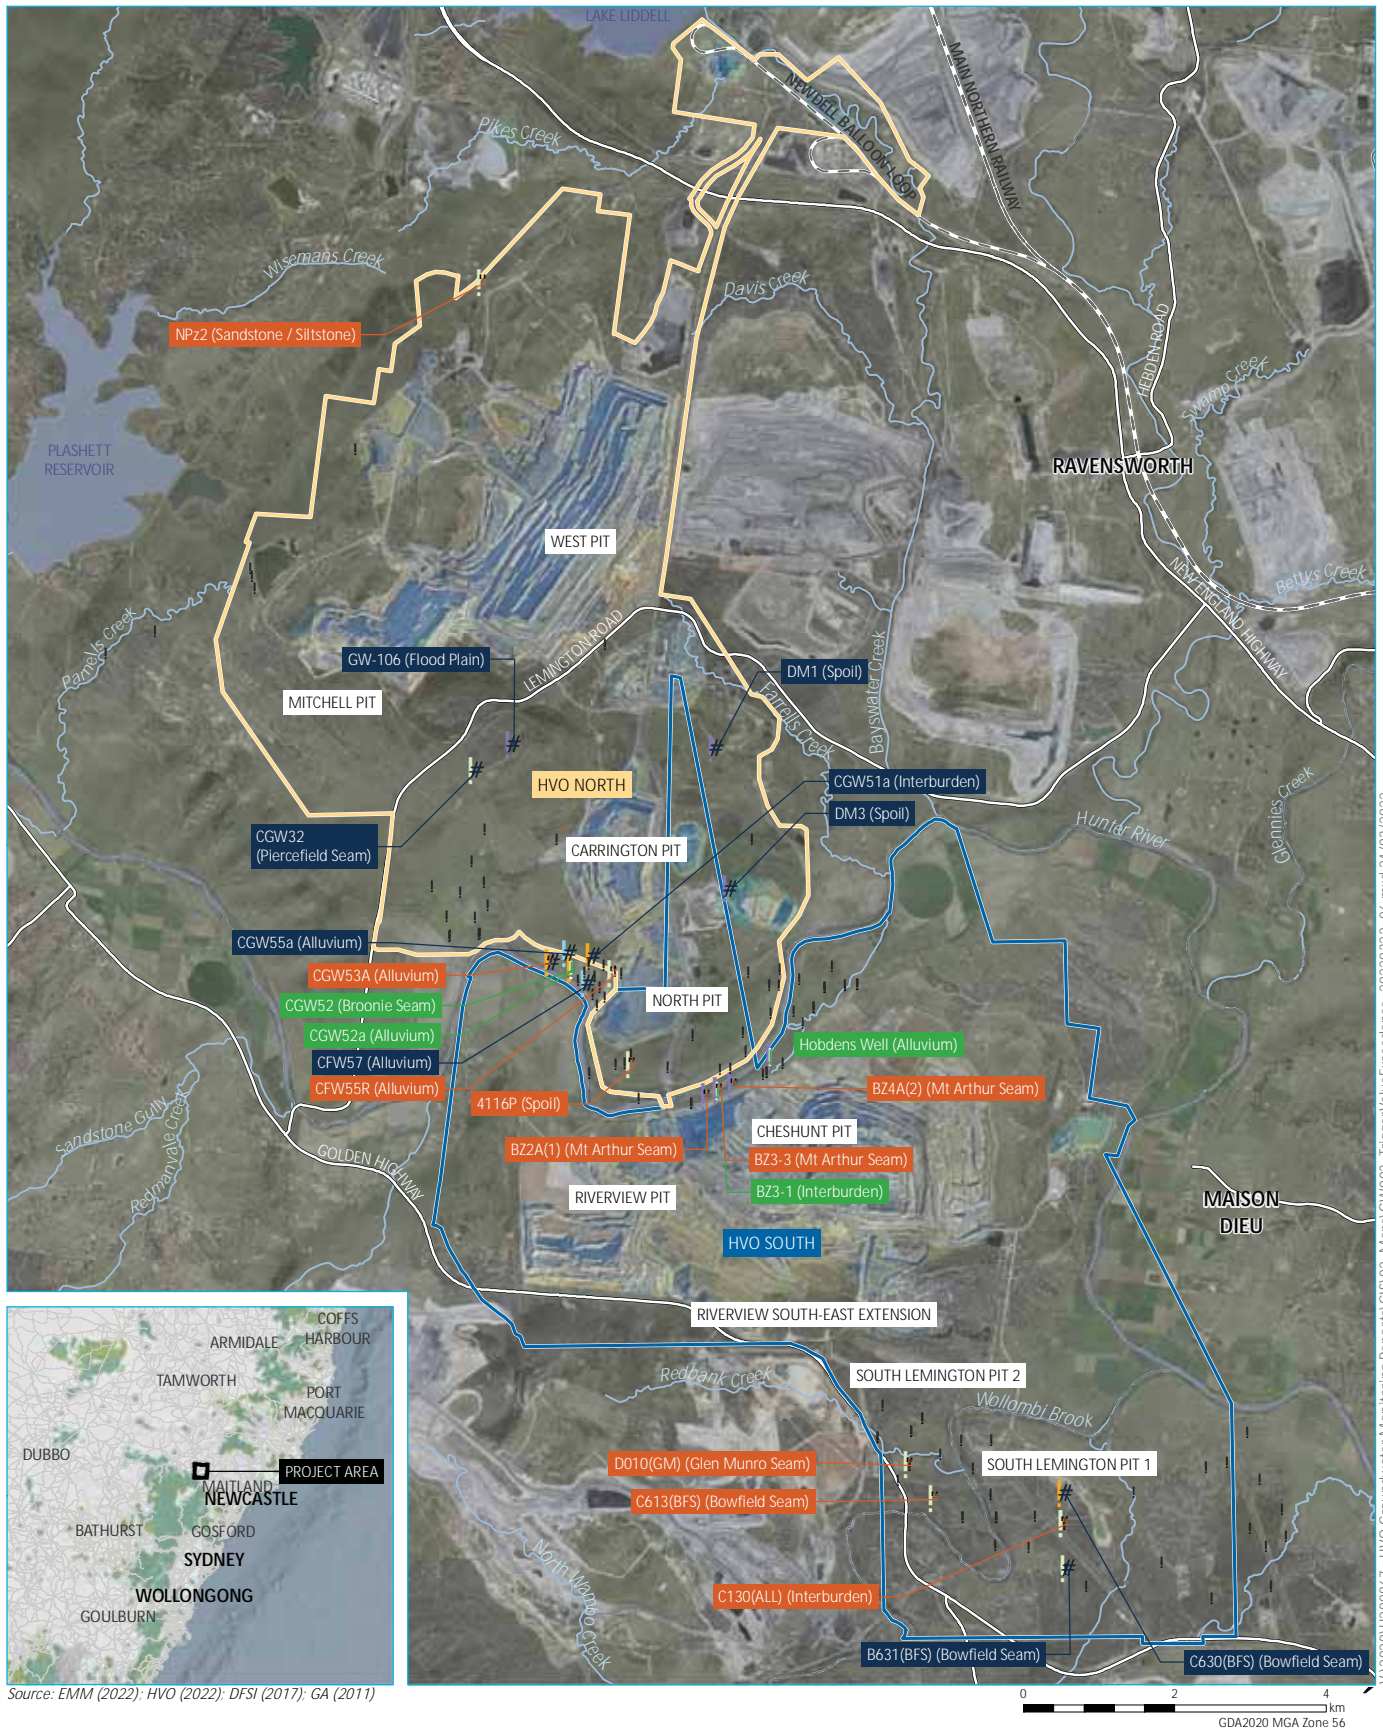 LAKE LIDDELL
MAIN NORTHERN RAILWAY
NEWDELL BALLOON LOOP
Pikes Creek
Wisemans Creek
Davis Creek
NPz2 (Sandstone / Siltstone)
HEBDEN ROAD
Swamp Creek
PLASHETT
RESERVOIR
RAVENSWORTH
WEST PIT
NEW ENGLAND HIGHWAY
Bettys Creek
Parnells Creek
LEMINGTON ROAD
GW-106 (Flood Plain)
DM1 (Spoil)
Bayswater Creek
Farrells Creek
MITCHELL PIT
HVO NORTH
CGW51a (Interburden)
DM3 (Spoil)
Hunter River
Glennies Creek
CGW32
(Piercefield Seam)
CARRINGTON PIT
CGW55a (Alluvium)
CGW53A (Alluvium)
CGW52 (Broonie Seam)
CGW52a (Alluvium)
CFW57 (Alluvium)
CFW55R (Alluvium)
NORTH PIT
Hobdens Well (Alluvium)
4116P (Spoil)
BZ4A(2) (Mt Arthur Seam)
Sandstone Gully
Redmanvale Creek
GOLDEN HIGHWAY
CHESHUNT PIT
BZ2A(1) (Mt Arthur Seam)
BZ3-3 (Mt Arthur Seam)
BZ3-1 (Interburden)
RIVERVIEW PIT
MAISON
DIEU
HVO SOUTH
RIVERVIEW SOUTH-EAST EXTENSION
Redbank Creek
SOUTH LEMINGTON PIT 2
Wollombi Brook
D010(GM) (Glen Munro Seam)
SOUTH LEMINGTON PIT 1
C613(BFS) (Bowfield Seam)
North Wambo Creek
C130(ALL) (Interburden)
B631(BFS) (Bowfield Seam)
C630(BFS) (Bowfield Seam)
COFFS
HARBOUR
ARMIDALE
TAMWORTH
PORT
MACQUARIE
DUBBO
PROJECT AREA
MAITLAND
NEWCASTLE
BATHURST
GOSFORD
SYDNEY
WOLLONGONG
GOULBURN
Source: EMM (2022); HVO (2022); DFSI (2017); GA (2011)
0 2 4
km
GDA2020 MGA Zone 56